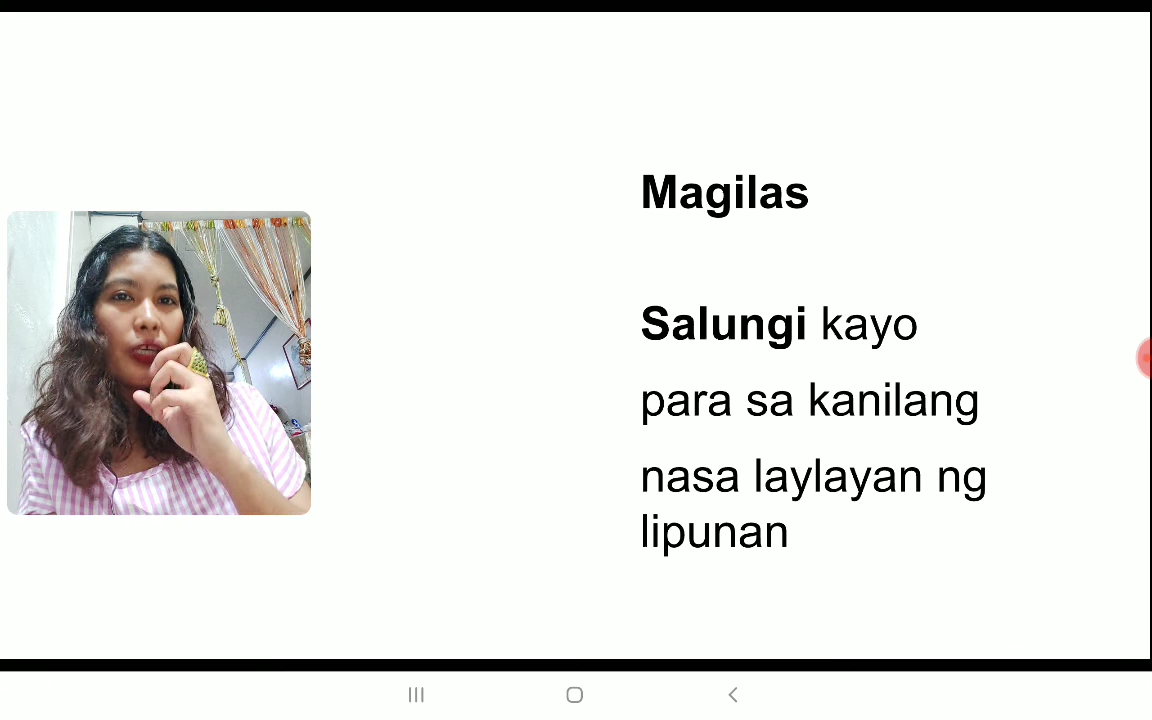 Magilas
Salungi kayo
para sa kanilang
nasa laylayan ng
lipunan